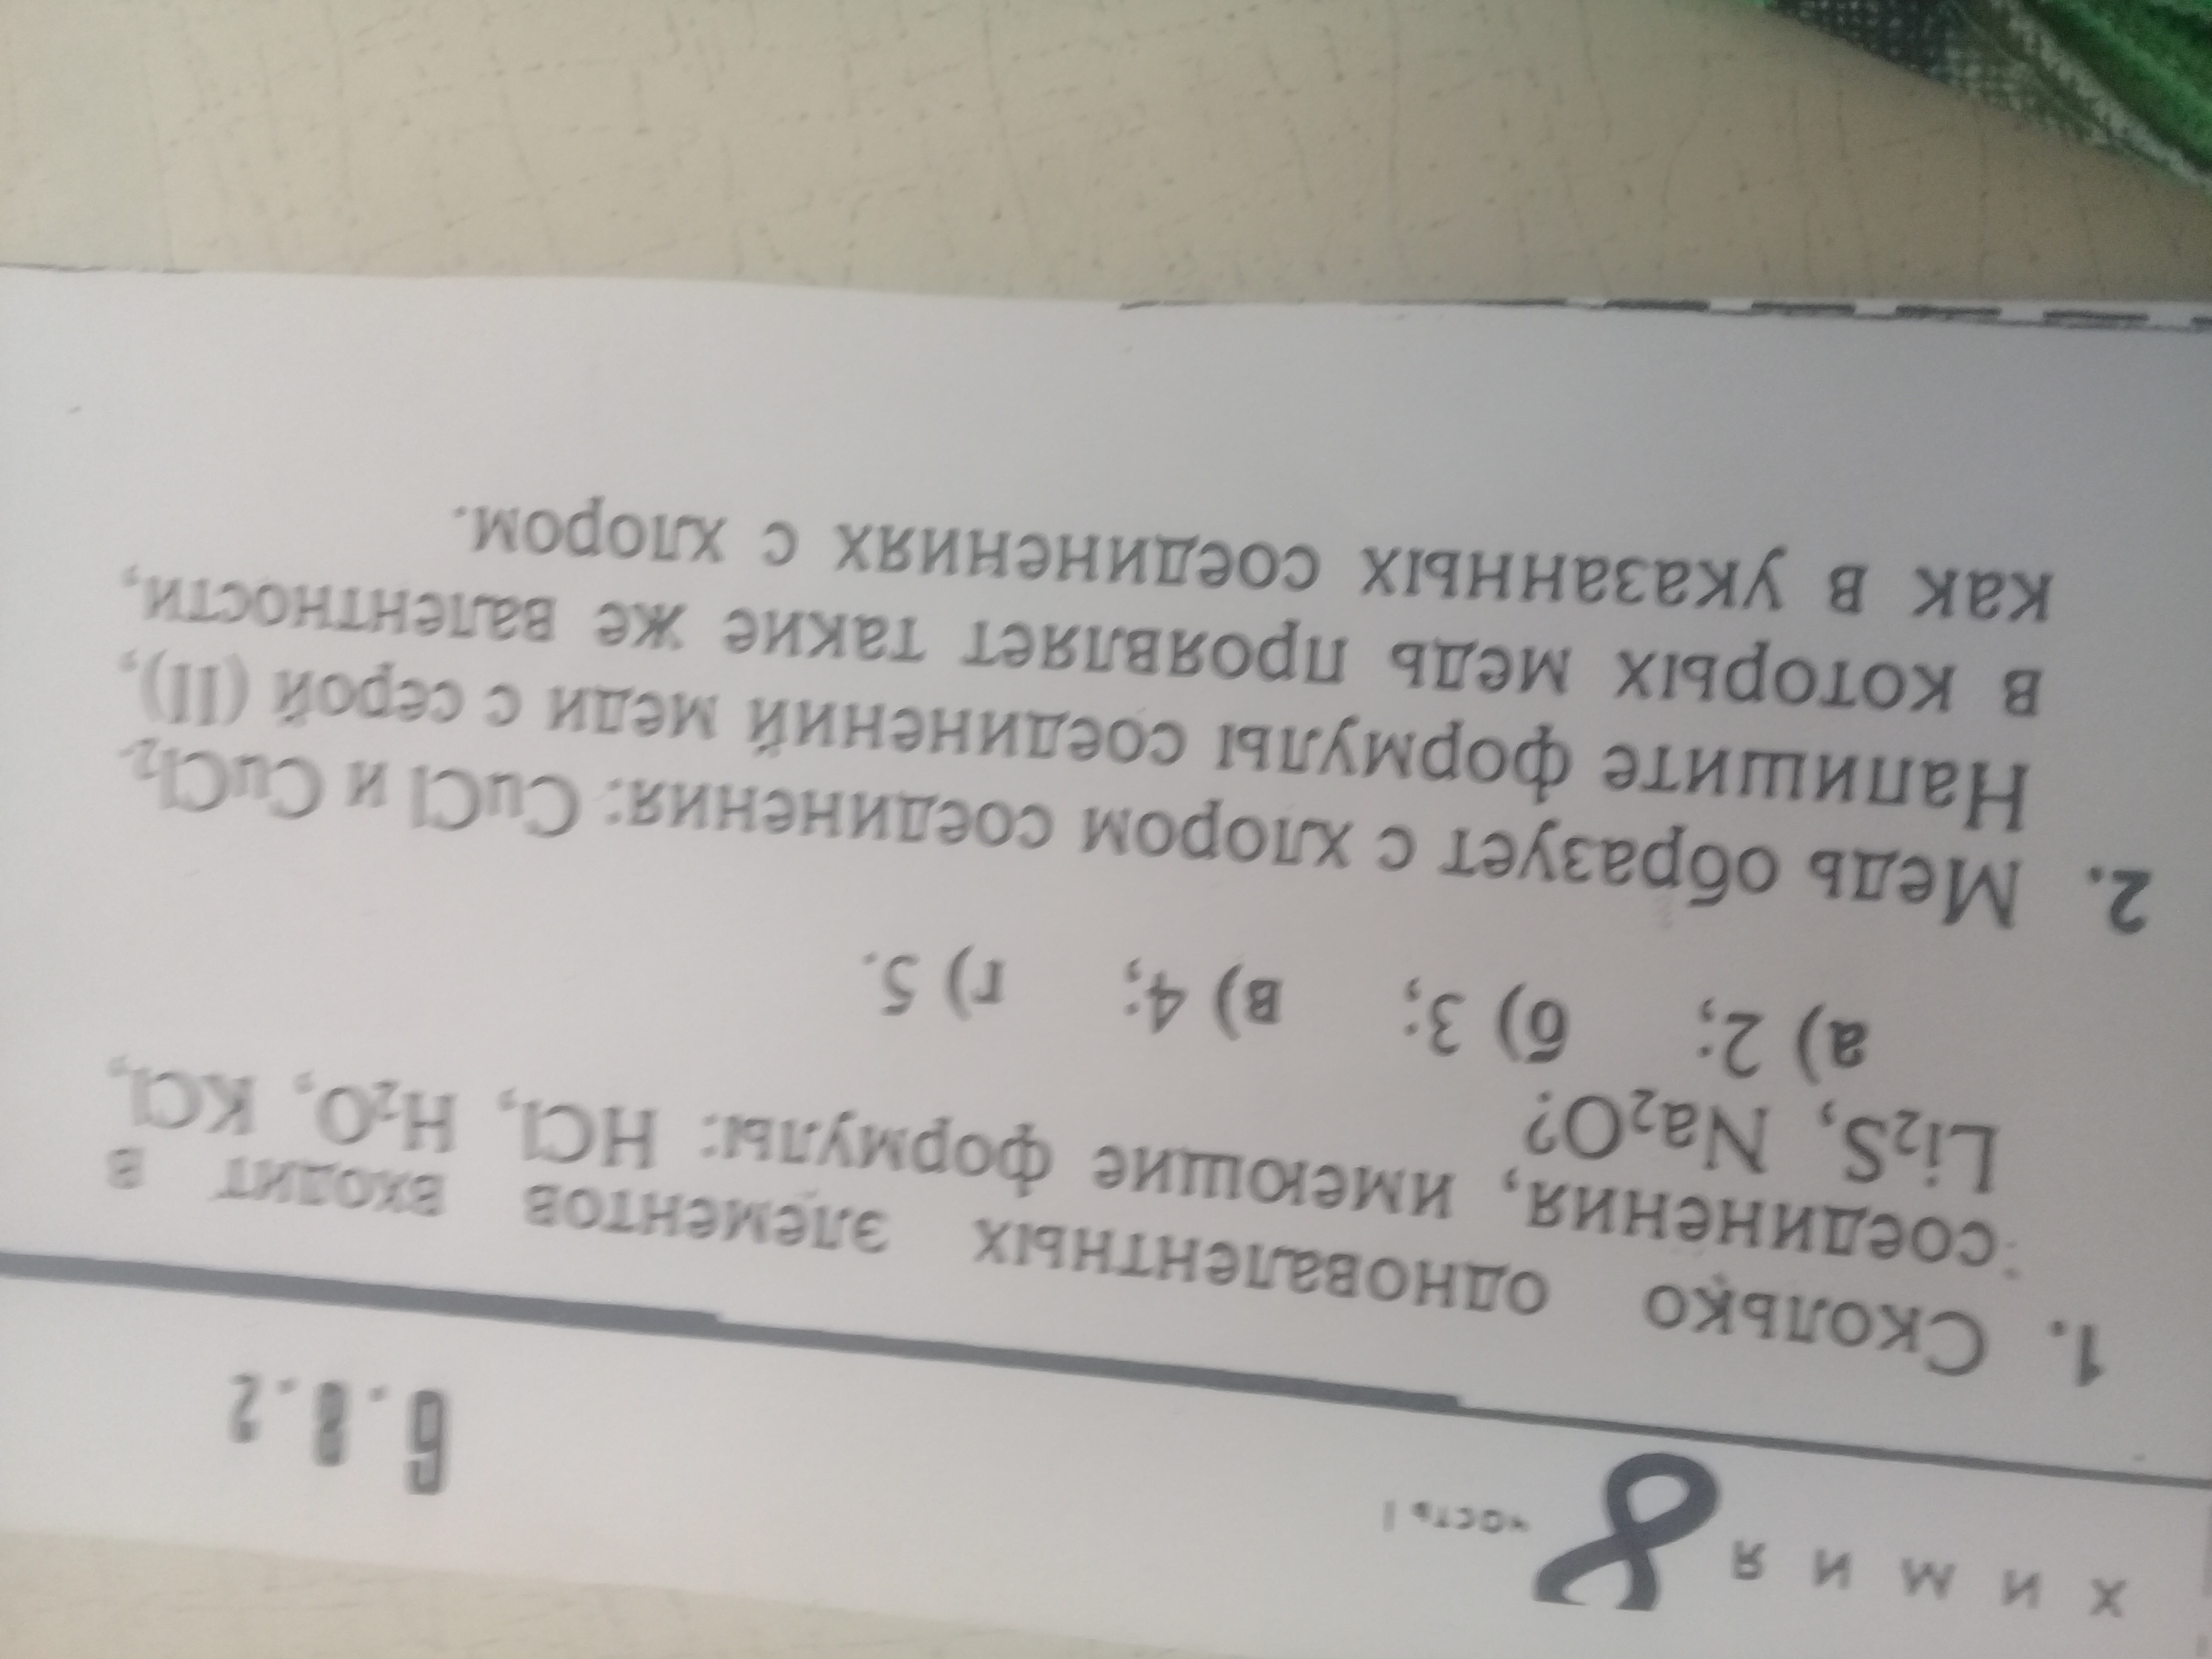 ХИМИЯ 8 часть 1 6.8.2
1. Сколько одновалентных элементов входит в
соединения, имеющие формулы: HCl, H₂O, KCl,
Li₂S, Na₂O?
а) 2; б) 3; в) 4; г) 5.
2. Медь образует с хлором соединения: CuCl и CuCl₂.
Напишите формулы соединений меди с серой (II),
в которых медь проявляет такие же валентности,
как в указанных соединениях с хлором.